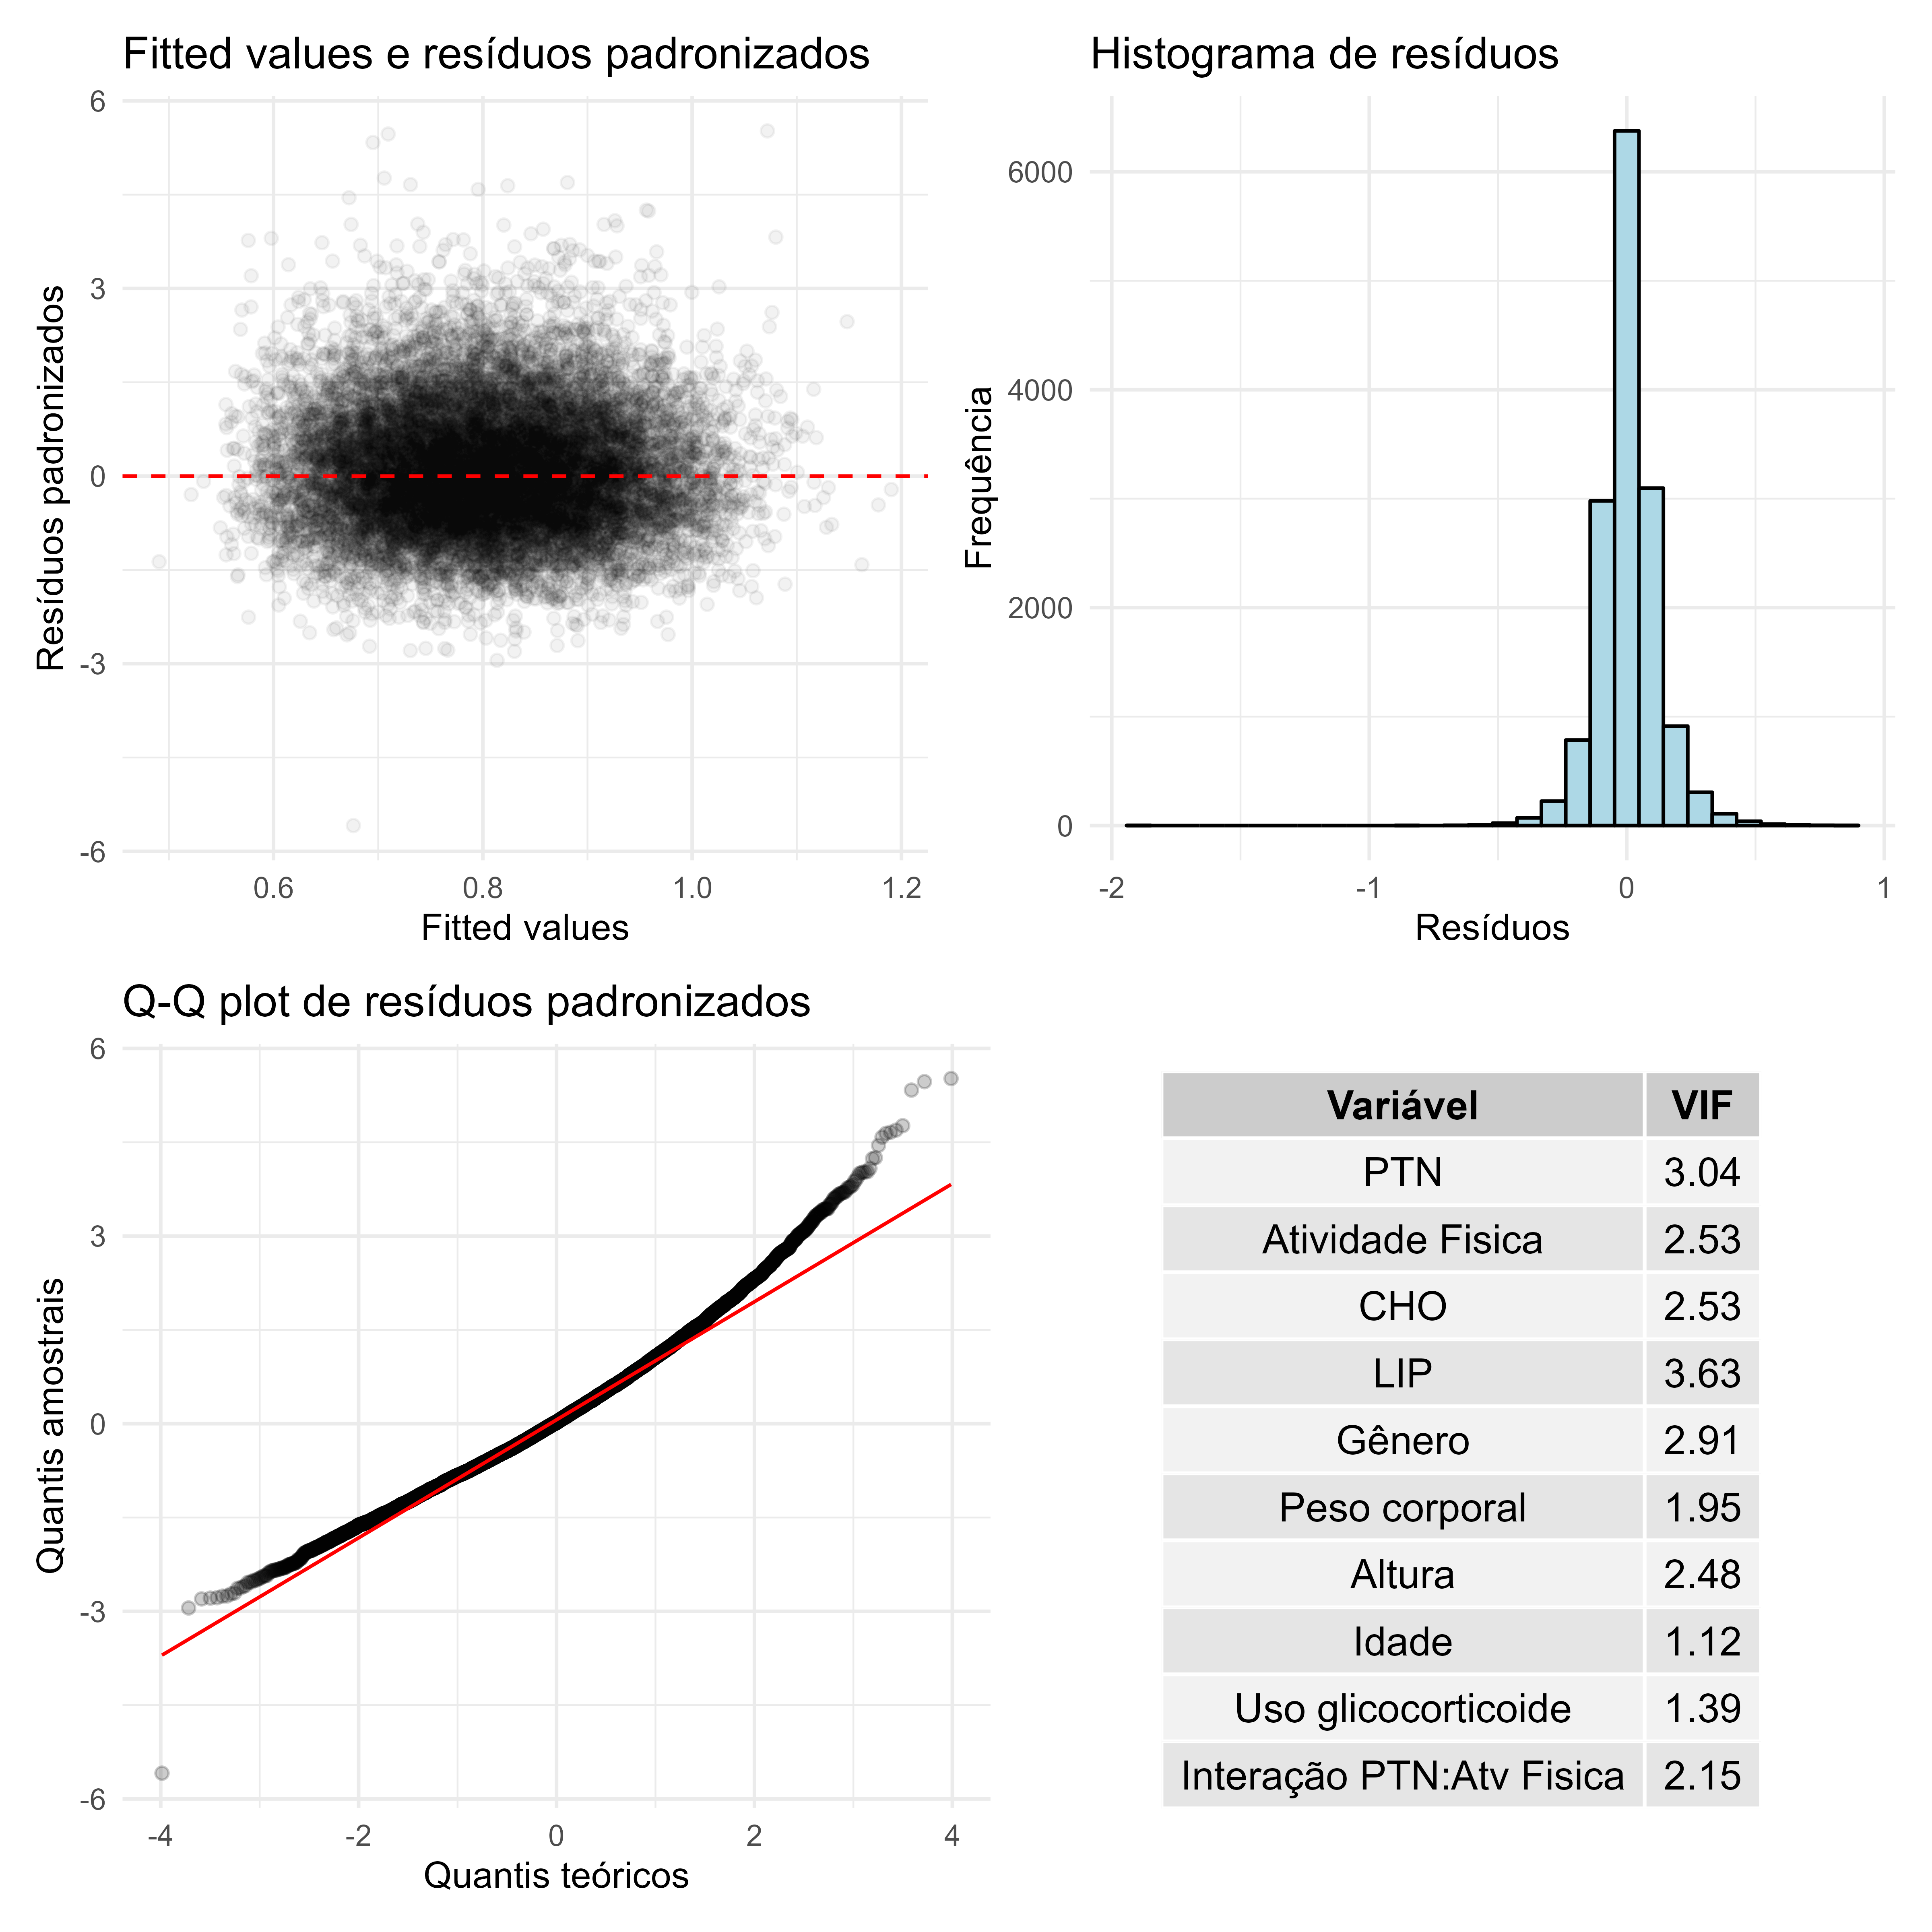 Fitted values e resíduos padronizados
6
3
0
-3
-6
Resíduos padronizados
0.6 0.8 1.0 1.2
Fitted values
Histograma de resíduos
6000
4000
2000
0
Frequência
-2 -1 0 1
Resíduos
Q-Q plot de resíduos padronizados
6
3
0
-3
-6
Quantis amostrais
-4 -2 0 2 4
Quantis teóricos
Variável VIF
PTN 3.04
Atividade Fisica 2.53
CHO 2.53
LIP 3.63
Gênero 2.91
Peso corporal 1.95
Altura 2.48
Idade 1.12
Uso glicocorticoide 1.39
Interação PTN:Atv Fisica 2.15